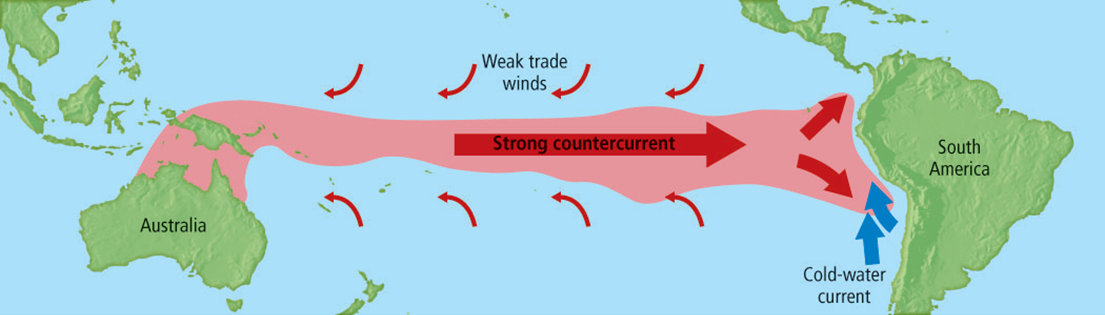 Weak trade
winds
Strong countercurrent
South
America
Australia
Cold-water
current